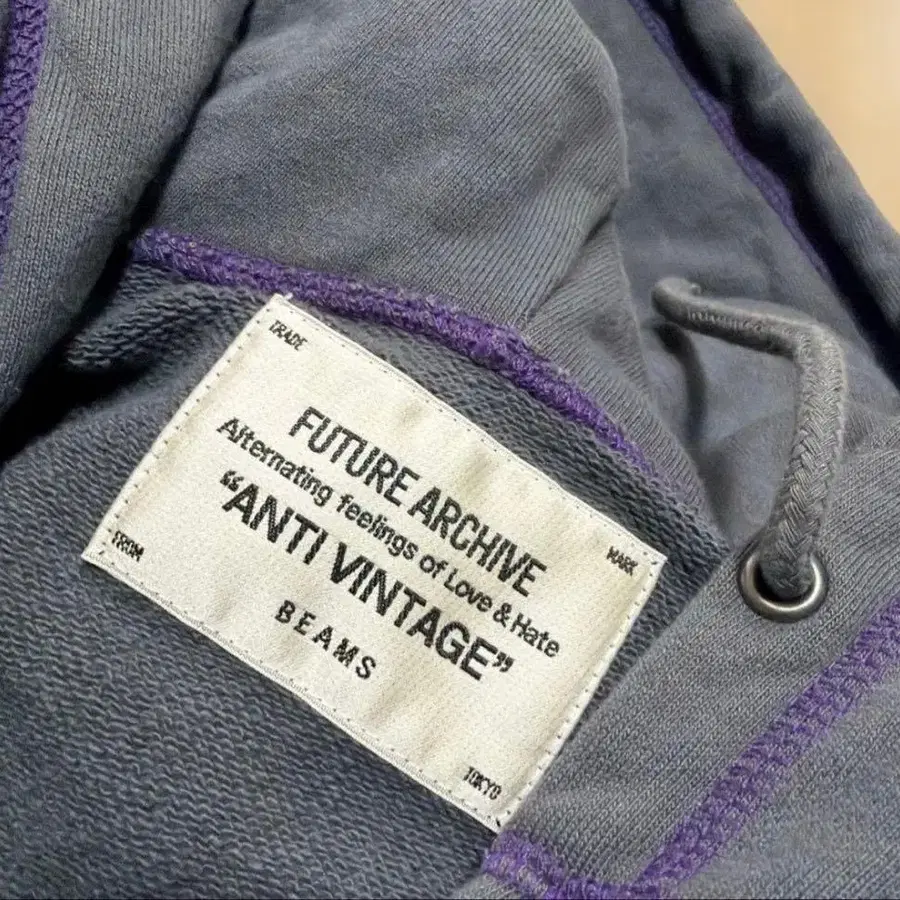 TRADE
MARK
FUTURE ARCHIVE
Alternating feelings of Love & Hate
“ANTI VINTAGE”
BEAMS
FROM
TOKYO